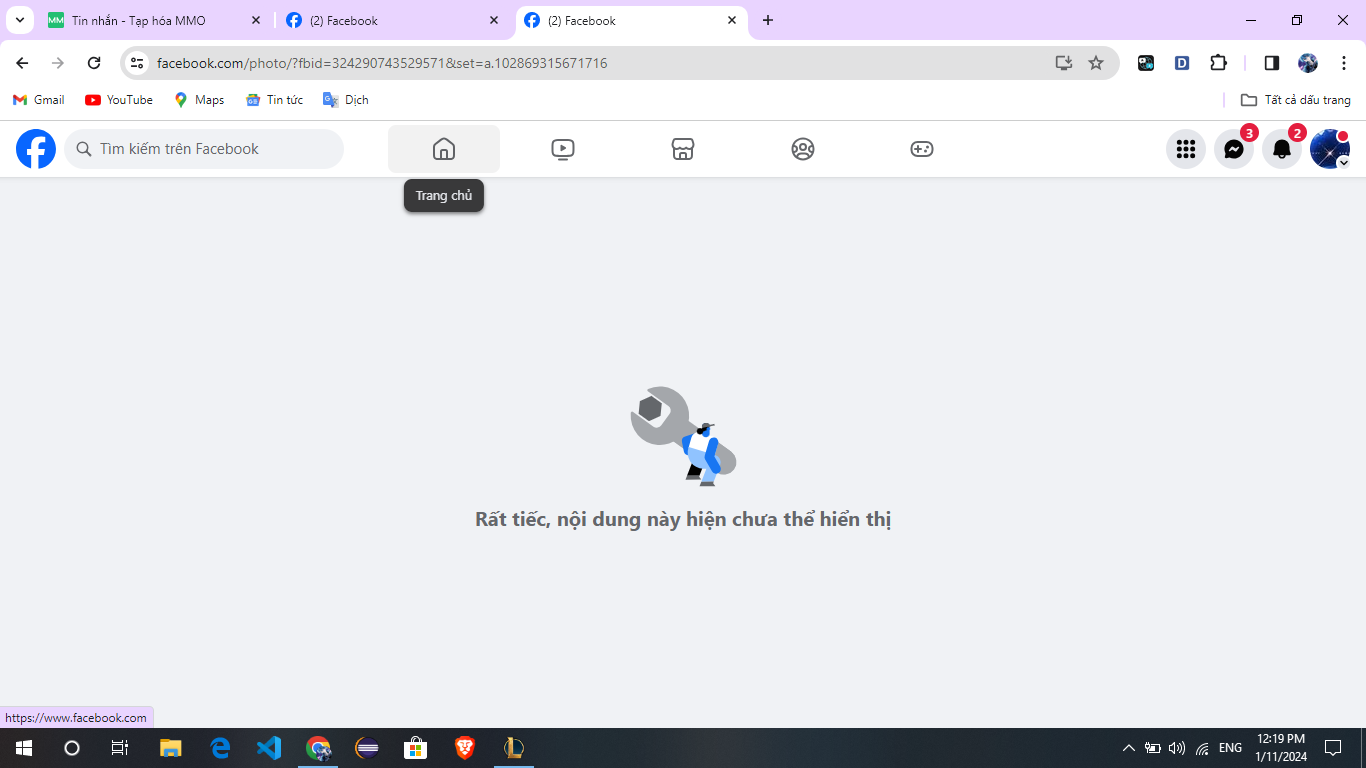 Tin nhắn - Tạp hóa MMO
(2) Facebook
(2) Facebook
facebook.com/photo/?fbid=324290743529571&set=a.102869315671716
Gmail
YouTube
Maps
Tin tức
Dịch
Tất cả dấu trang
Tìm kiếm trên Facebook
3
2
Trang chủ
Rất tiếc, nội dung này hiện chưa thể hiển thị
https://www.facebook.com
ENG
12:19 PM
1/11/2024